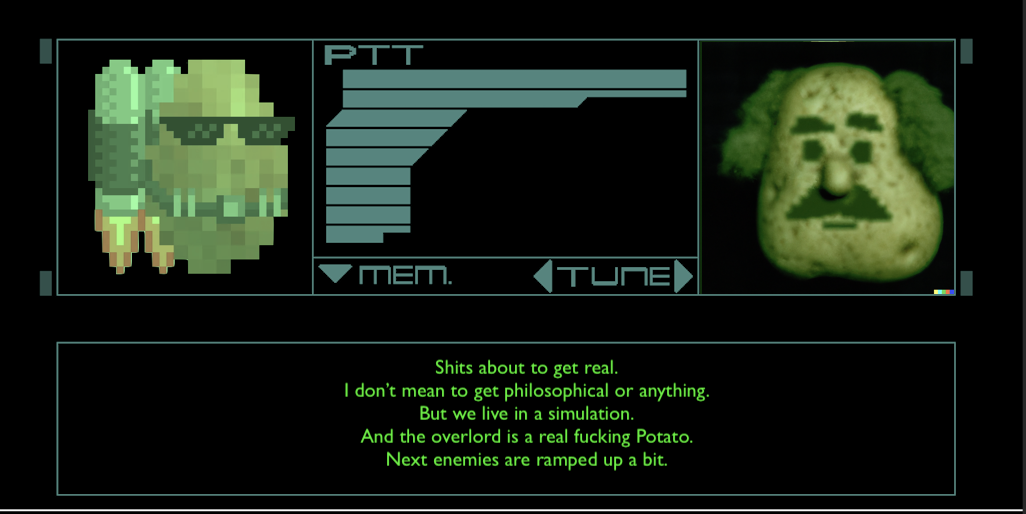 PTT
MEM.
TUNE
Shits about to get real.
I don't mean to get philosophical or anything.
But we live in a simulation.
And the overlord is a real fucking Potato.
Next enemies are ramped up a bit.